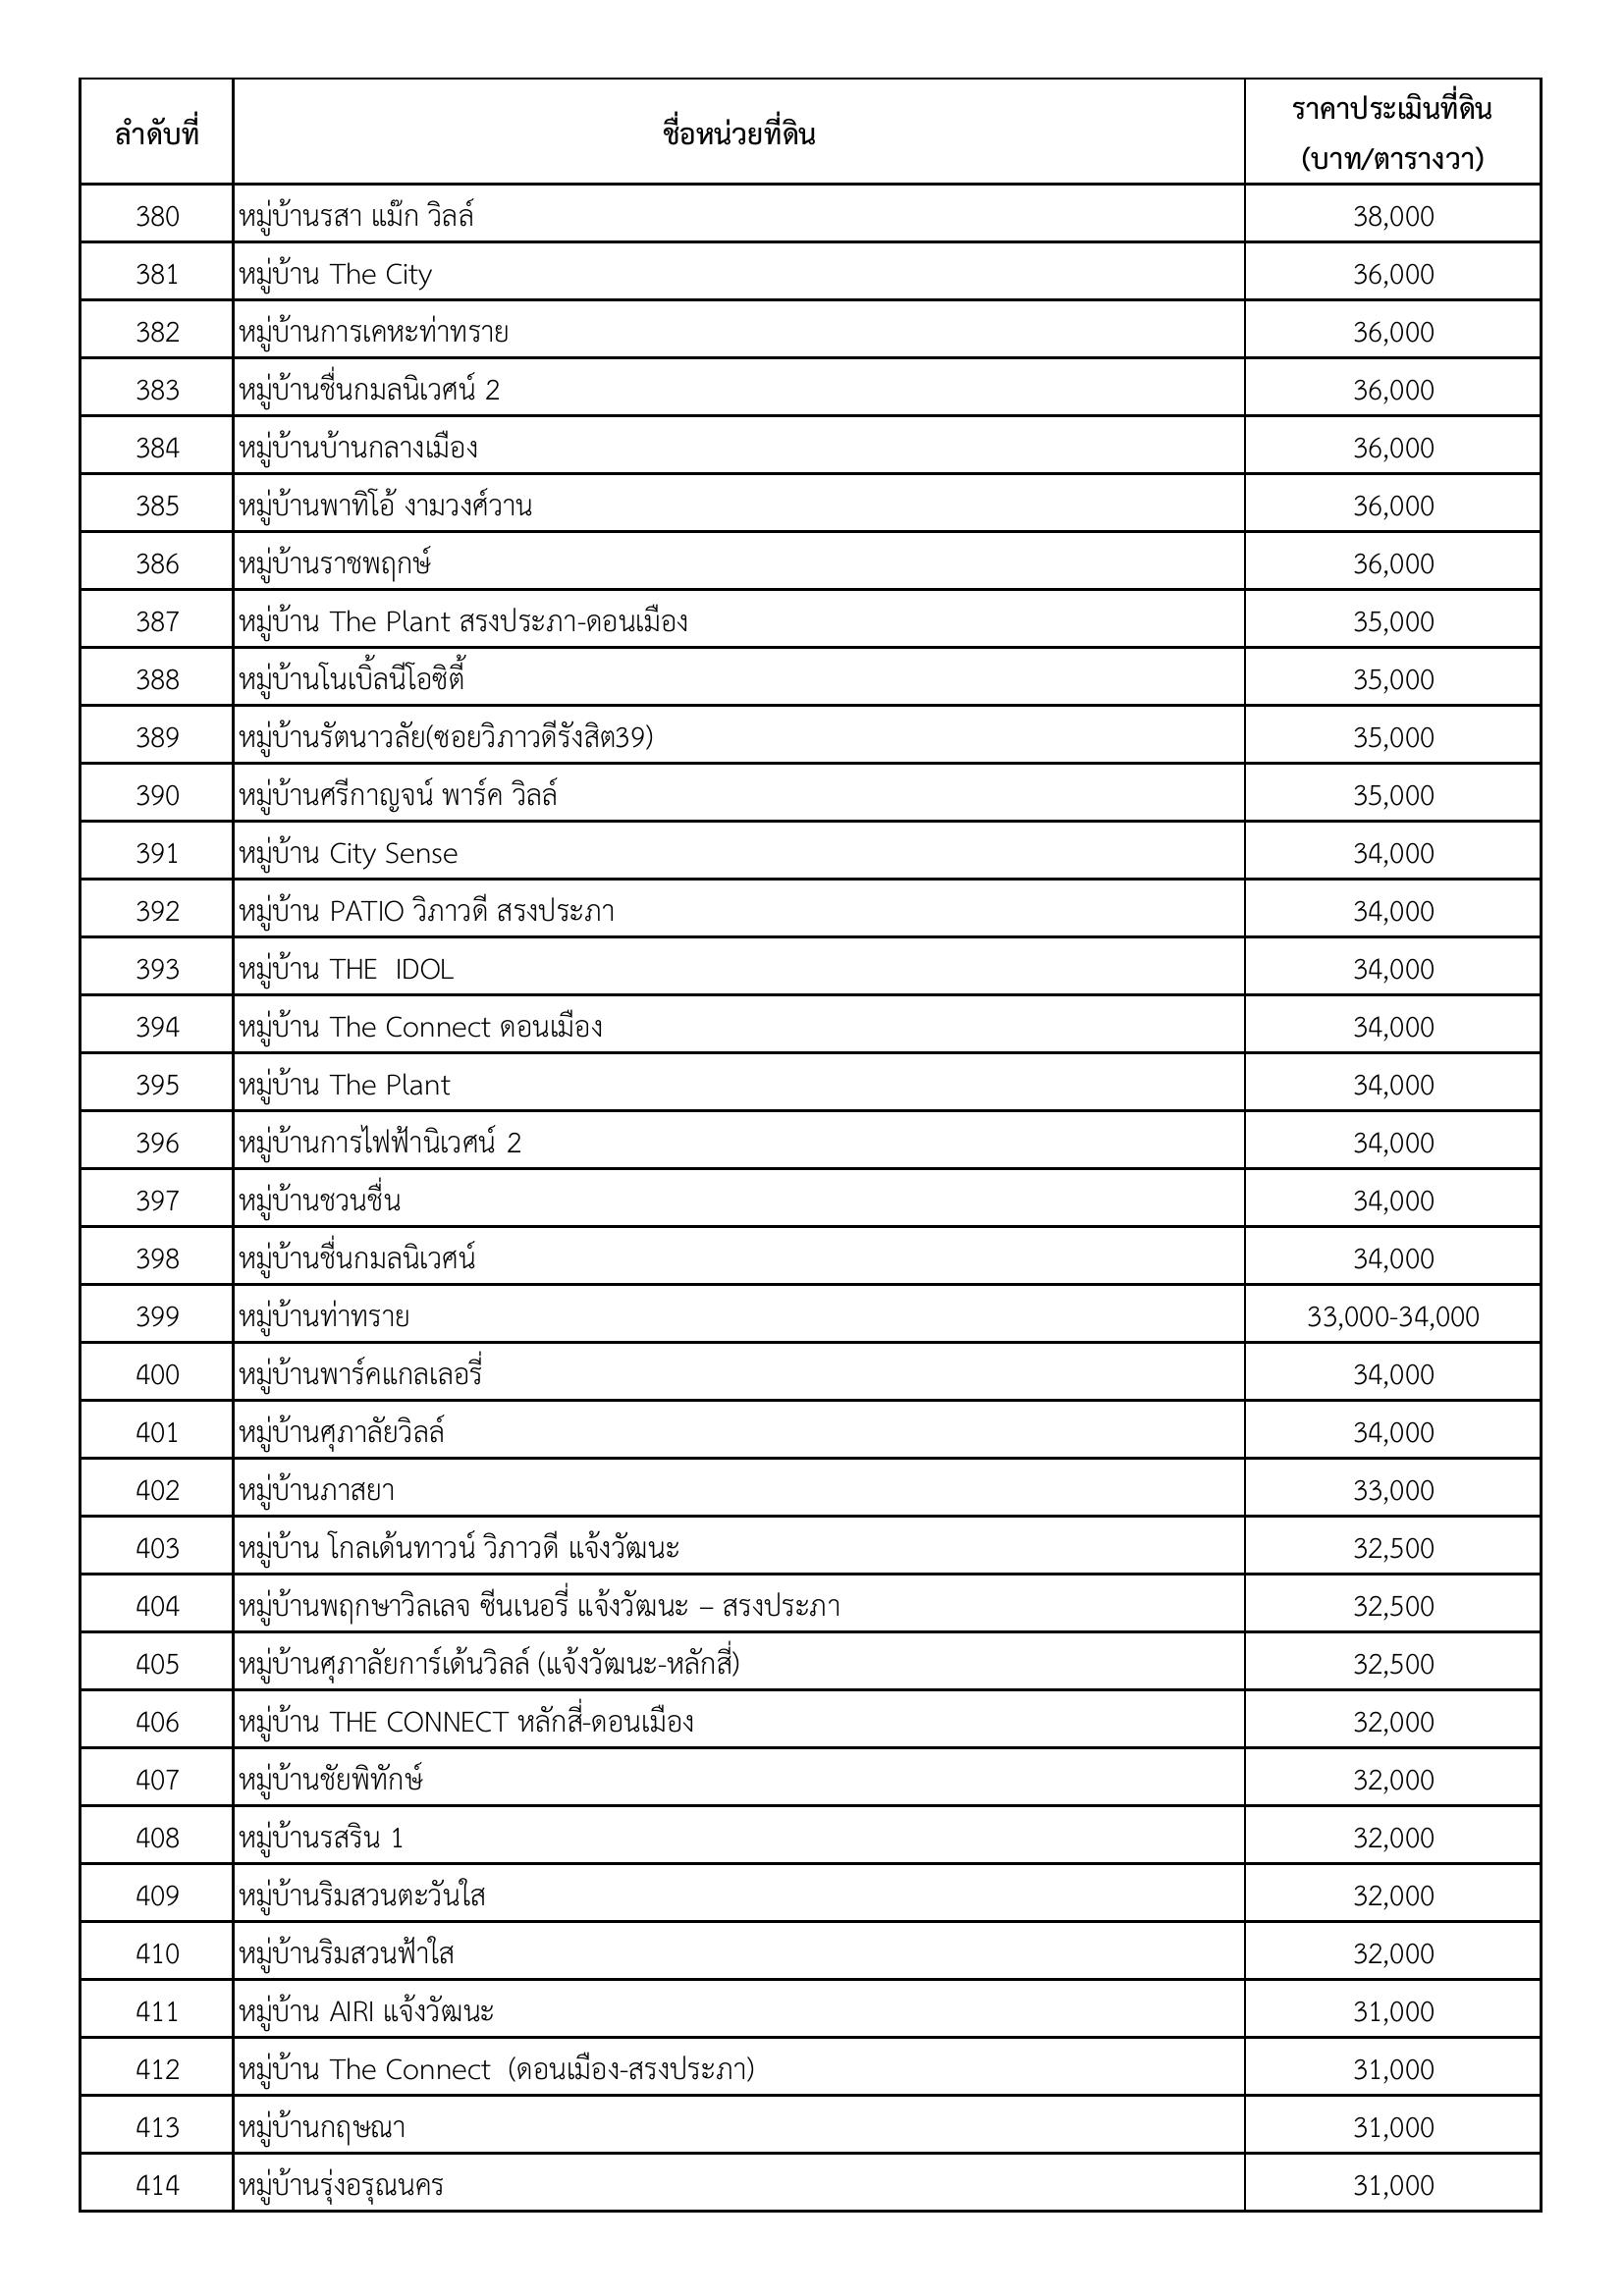 ลำดับที่ ชื่อหน่วยที่ดิน ราคาประเมินที่ดิน
(บาท/ตารางวา)
380 หมู่บ้านรสา แม๊ก วิลล์ 38,000
381 หมู่บ้าน The City 36,000
382 หมู่บ้านการเคหะท่าทราย 36,000
383 หมู่บ้านชื่นกมลนิเวศน์ 2 36,000
384 หมู่บ้านบ้านกลางเมือง 36,000
385 หมู่บ้านพาทิโอ้ งามวงศ์วาน 36,000
386 หมู่บ้านราชพฤกษ์ 36,000
387 หมู่บ้าน The Plant สรงประภา-ดอนเมือง 35,000
388 หมู่บ้านโนเบิ้ลนีโอซิตี้ 35,000
389 หมู่บ้านรัตนาวลัย(ซอยวิภาวดีรังสิต39) 35,000
390 หมู่บ้านศรีกาญจน์ พาร์ค วิลล์ 35,000
391 หมู่บ้าน City Sense 34,000
392 หมู่บ้าน PATIO วิภาวดี สรงประภา 34,000
393 หมู่บ้าน THE  IDOL 34,000
394 หมู่บ้าน The Connect ดอนเมือง 34,000
395 หมู่บ้าน The Plant 34,000
396 หมู่บ้านการไฟฟ้านิเวศน์ 2 34,000
397 หมู่บ้านชวนชื่น 34,000
398 หมู่บ้านชื่นกมลนิเวศน์ 34,000
399 หมู่บ้านท่าทราย 33,000-34,000
400 หมู่บ้านพาร์คแกลเลอรี่ 34,000
401 หมู่บ้านศุภาลัยวิลล์ 34,000
402 หมู่บ้านภาสยา 33,000
403 หมู่บ้าน โกลเด้นทาวน์ วิภาวดี แจ้งวัฒนะ 32,500
404 หมู่บ้านพฤกษาวิลเลจ ซีนเนอรี่ แจ้งวัฒนะ – สรงประภา 32,500
405 หมู่บ้านศุภาลัยการ์เด้นวิลล์ (แจ้งวัฒนะ-หลักสี่) 32,500
406 หมู่บ้าน THE CONNECT หลักสี่-ดอนเมือง 32,000
407 หมู่บ้านชัยพิทักษ์ 32,000
408 หมู่บ้านรสริน 1 32,000
409 หมู่บ้านริมสวนตะวันใส 32,000
410 หมู่บ้านริมสวนฟ้าใส 32,000
411 หมู่บ้าน AIRI แจ้งวัฒนะ 31,000
412 หมู่บ้าน The Connect  (ดอนเมือง-สรงประภา) 31,000
413 หมู่บ้านกฤษณา 31,000
414 หมู่บ้านรุ่งอรุณนคร 31,000